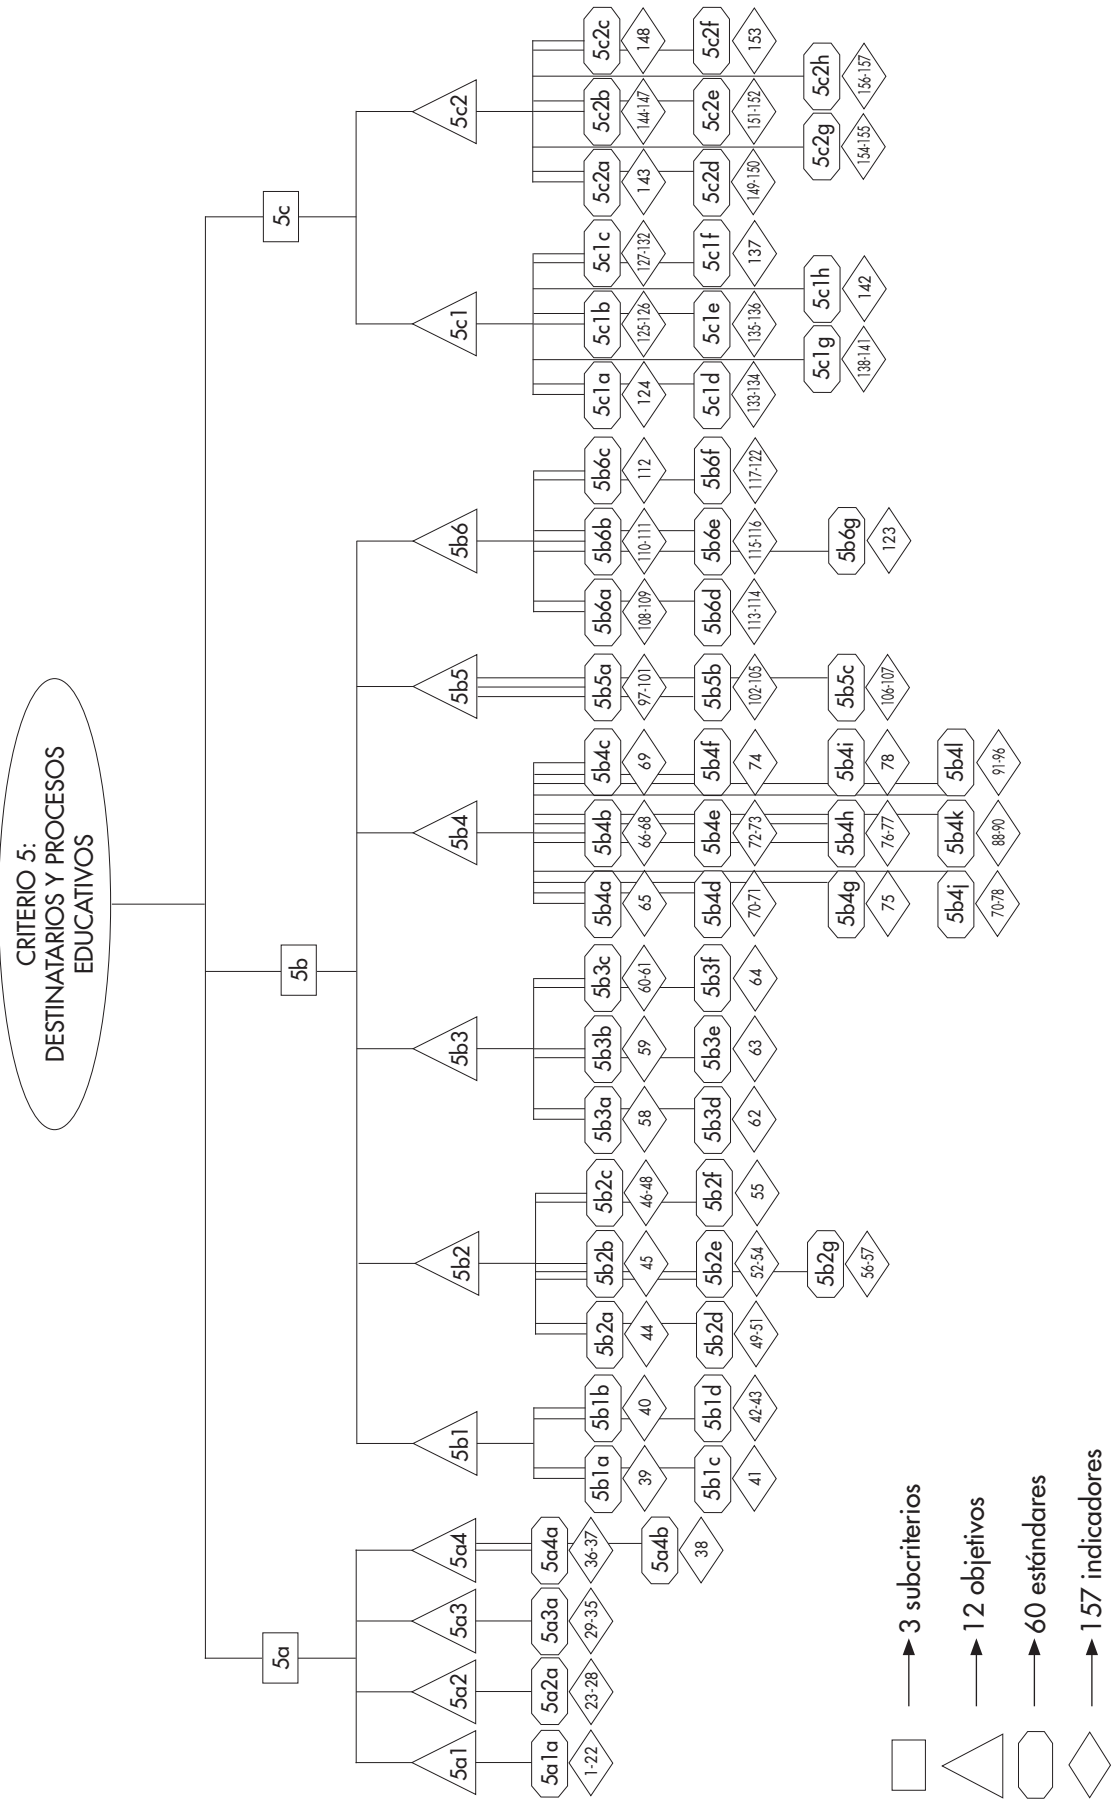 CRITERIO 5:
DESTINATARIOS Y PROCESOS
EDUCATIVOS
5a
5b
5c
5a1
5a2
5a3
5a4
5b1
5b2
5b3
5b4
5b5
5b6
5c1
5c2
5a1a
1-22
5a2a
23-28
5a3a
29-35
5a4a
36-37
5a4b
38
5b1a
39
5b1b
40
5b1c
41
5b1d
42-43
5b2a
44
5b2b
45
5b2c
46-48
5b2d
49-51
5b2e
52-54
5b2f
55
5b2g
56-57
5b3a
58
5b3b
59
5b3c
60-61
5b3d
62
5b3e
63
5b3f
64
5b4a
65
5b4b
66-68
5b4c
69
5b4d
70-71
5b4e
72-73
5b4f
74
5b4g
75
5b4h
76-77
5b4i
78
5b4j
70-78
5b4k
88-90
5b4l
91-96
5b5a
97-101
5b5b
102-105
5b5c
106-107
5b6a
108-109
5b6b
110-111
5b6c
112
5b6d
113-114
5b6e
115-116
5b6f
117-122
5b6g
123
5c1a
124
5c1b
125-126
5c1c
127-132
5c1d
133-134
5c1e
135-136
5c1f
137
5c1g
138-141
5c1h
142
5c2a
143
5c2b
144-147
5c2c
148
5c2d
149-150
5c2e
151-152
5c2f
153
5c2g
154-155
5c2h
156-157
3 subcriterios
12 objetivos
60 estándares
157 indicadores